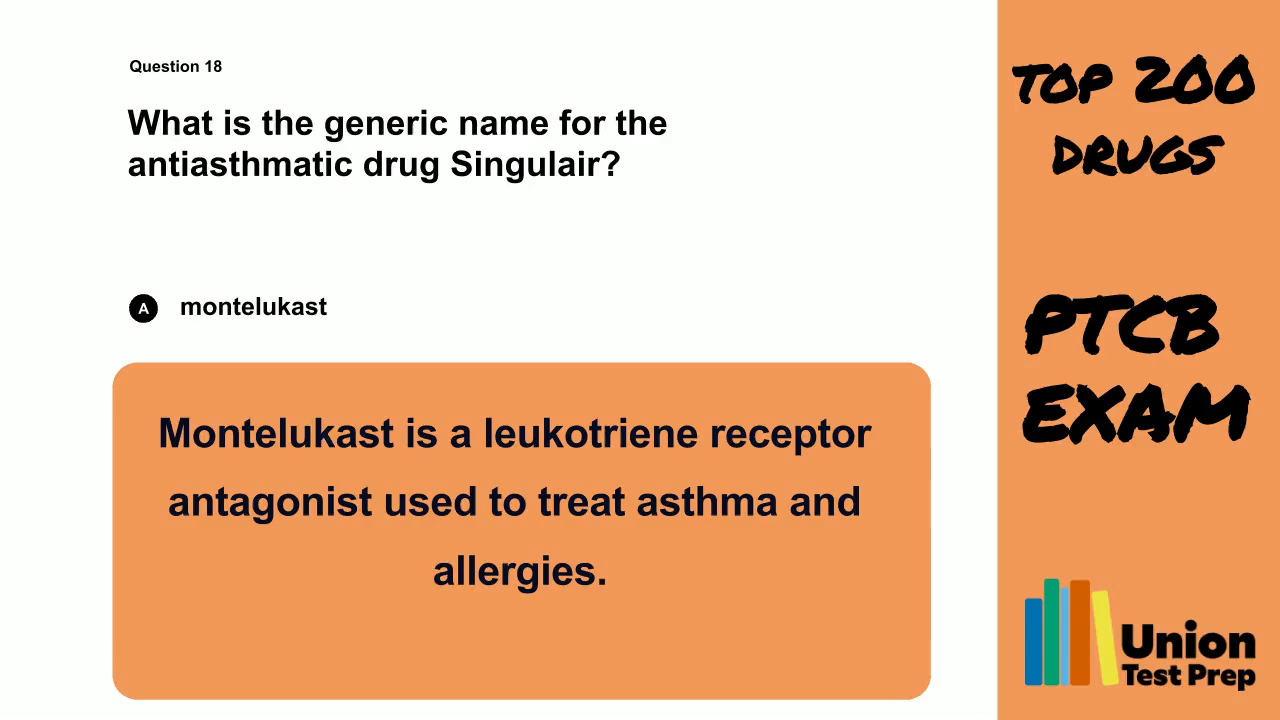 Question 18
What is the generic name for the
antiasthmatic drug Singulair?
A montelukast
Montelukast is a leukotriene receptor
antagonist used to treat asthma and
allergies.
TOP 200
DRUGS
PTCB
EXAM
Union
Test Prep